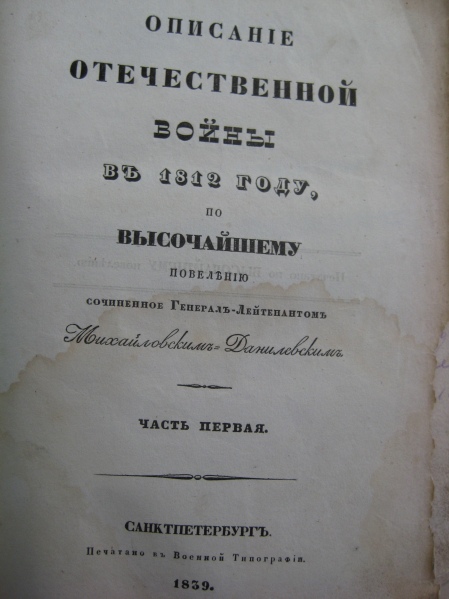 ОПИСАНІЕ
ОТЕЧЕСТВЕННОЙ
ВОЙНЫ
ВЪ 1812 ГОДУ,
ПО
ВЫСОЧАЙШЕМУ
ПОВЕЛѢНІЮ
СОЧИНЕННОЕ ГЕНЕРАЛЪ-ЛЕЙТЕНАНТОМЪ
Михайловскимъ-Данилевскимъ
ЧАСТЬ ПЕРВАЯ.
САНКТПЕТЕРБУРГЪ.
Печатано въ Военной Типографіи.
1839.